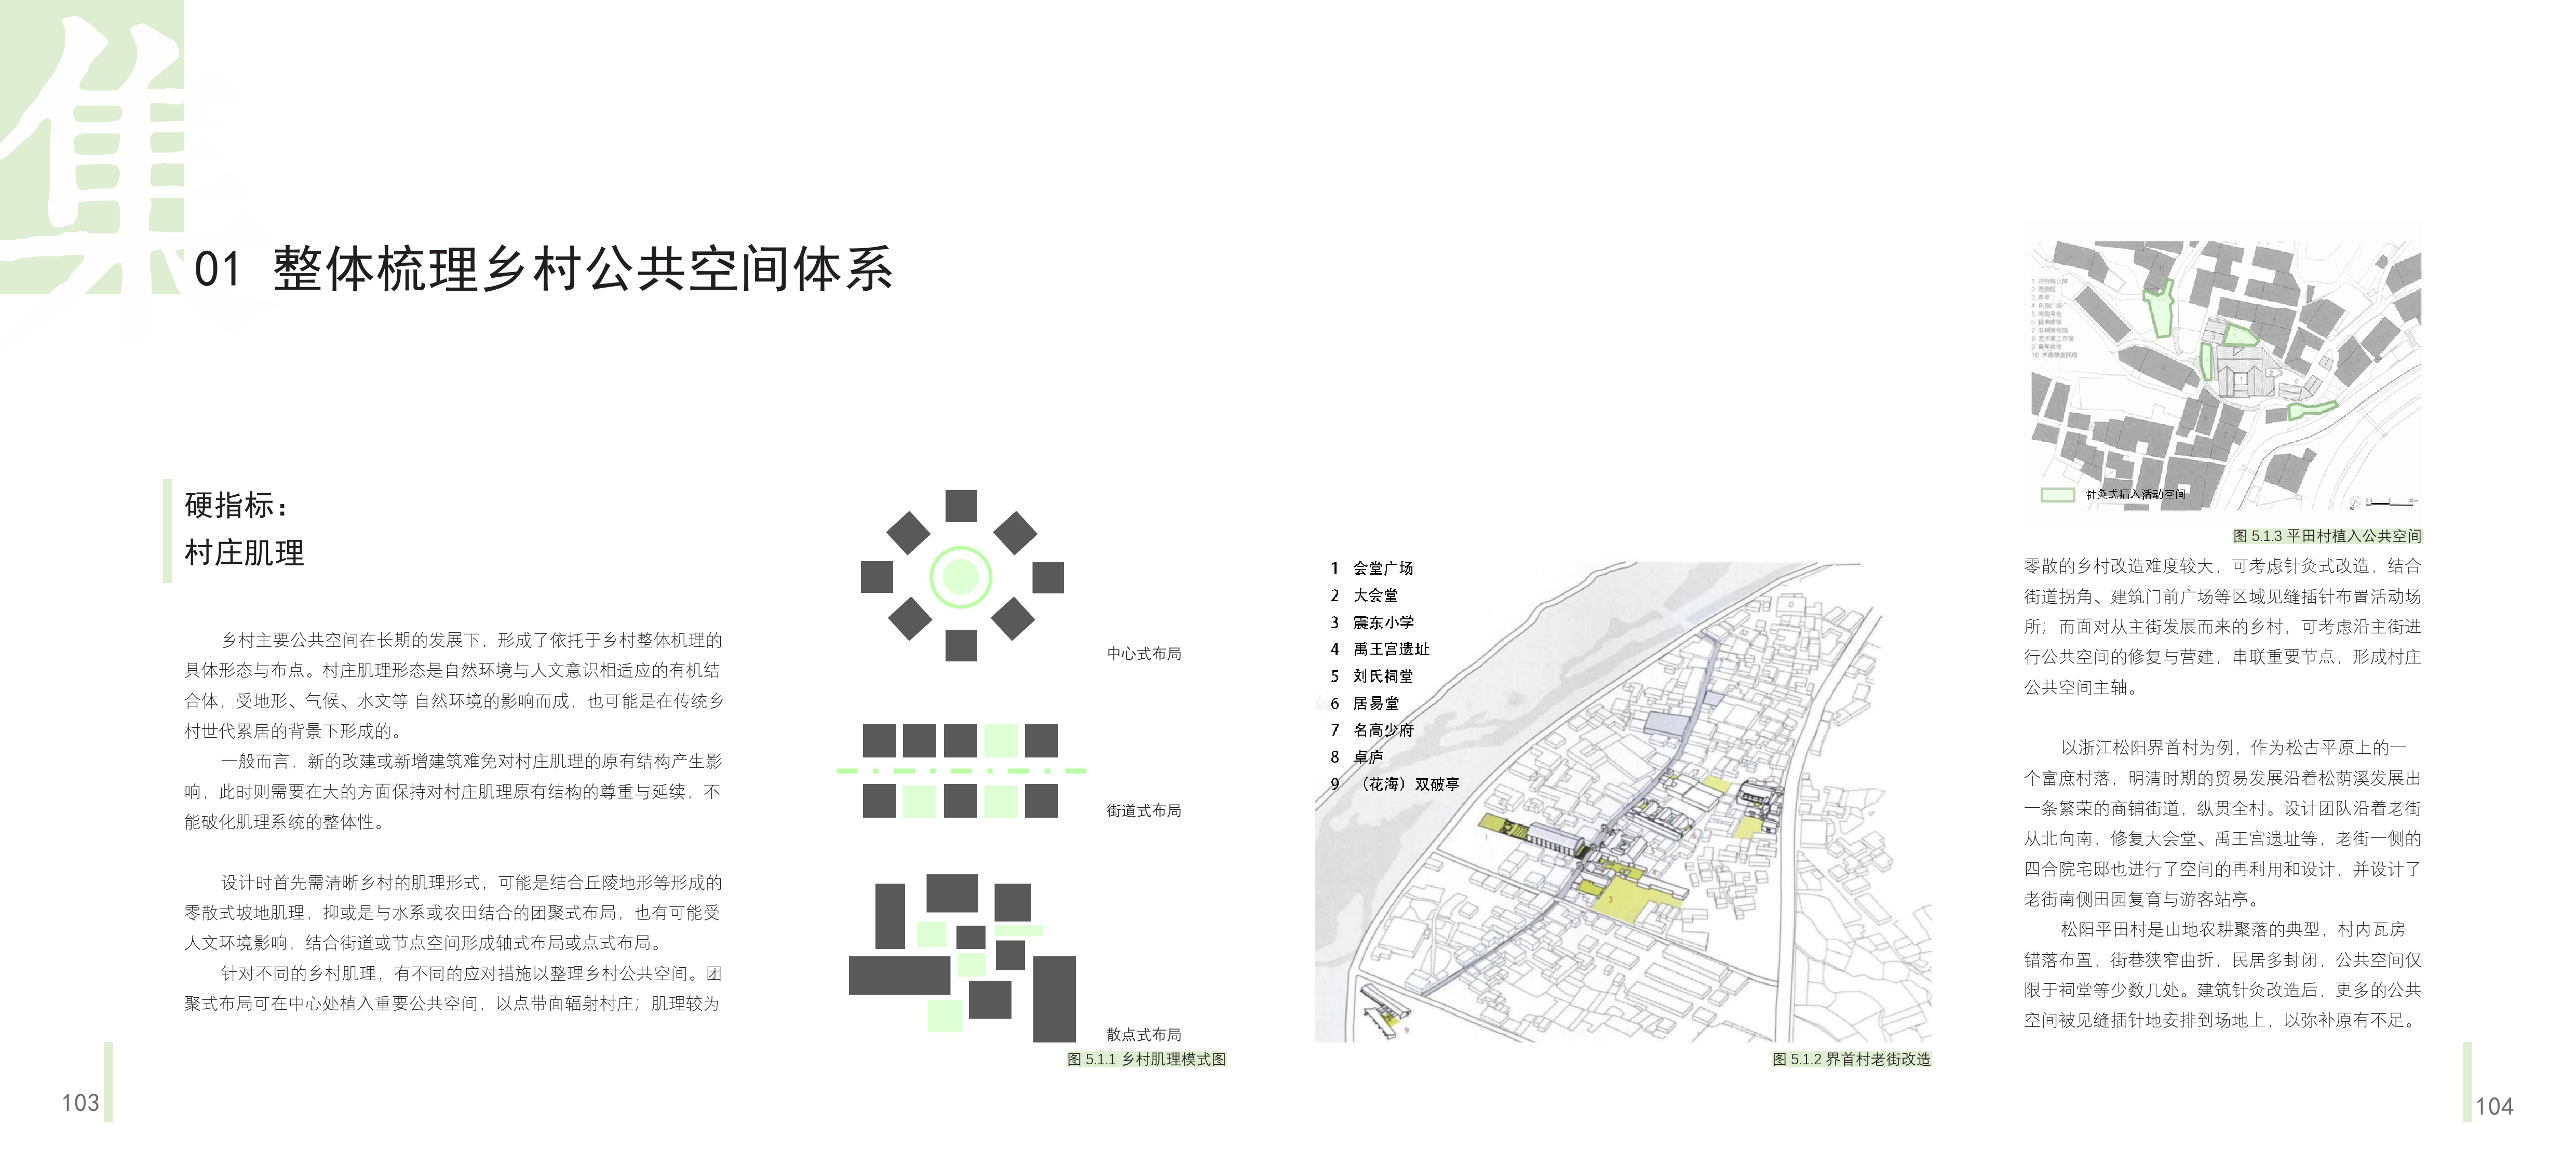 集
01 整体梳理乡村公共空间体系
硬指标：
村庄肌理
乡村主要公共空间在长期的发展下，形成了依托于乡村整体机理的
具体形态与布点。村庄肌理形态是自然环境与人文意识相适应的有机结
合体，受地形、气候、水文等 自然环境的影响而成，也可能是在传统乡
村世代累居的背景下形成的。
一般而言，新的改建或新增建筑难免对村庄肌理的原有结构产生影
响，此时则需要在大的方面保持对村庄肌理原有结构的尊重与延续，不
能破化肌理系统的整体性。
设计时首先需清晰乡村的肌理形式，可能是结合丘陵地形等形成的
零散式坡地肌理，抑或是与水系或农田结合的团聚式布局，也有可能受
人文环境影响，结合街道或节点空间形成轴式布局或点式布局。
针对不同的乡村肌理，有不同的应对措施以整理乡村公共空间。团
聚式布局可在中心处植入重要公共空间，以点带面辐射村庄；肌理较为
103
中心式布局
街道式布局
散点式布局
图 5.1.1 乡村肌理模式图
1 会堂广场
2 大会堂
3 震东小学
4 禹王宫遗址
5 刘氏祠堂
6 居易堂
7 名高少府
8 卓庐
9 （花海）双破亭
图 5.1.2 界首村老街改造
针灸式插入活动空间
图 5.1.3 平田村植入公共空间
零散的乡村改造难度较大，可考虑针灸式改造，结合
街道拐角、建筑门前广场等区域见缝插针布置活动场
所；而面对从主街发展而来的乡村，可考虑沿主街进
行公共空间的修复与营建，串联重要节点，形成村庄
公共空间主轴。
以浙江松阳界首村为例，作为松古平原上的一
个富庶村落，明清时期的贸易发展沿着松荫溪发展出
一条繁荣的商铺街道，纵贯全村。设计团队沿着老街
从北向南，修复大会堂、禹王宫遗址等，老街一侧的
四合院宅邸也进行了空间的再利用和设计，并设计了
老街南侧田园复育与游客站亭。
松阳平田村是山地农耕聚落的典型，村内瓦房
错落布置，街巷狭窄曲折，民居多封闭，公共空间仅
限于祠堂等少数几处。建筑针灸改造后，更多的公共
空间被见缝插针地安排到场地上，以弥补原有不足。
104